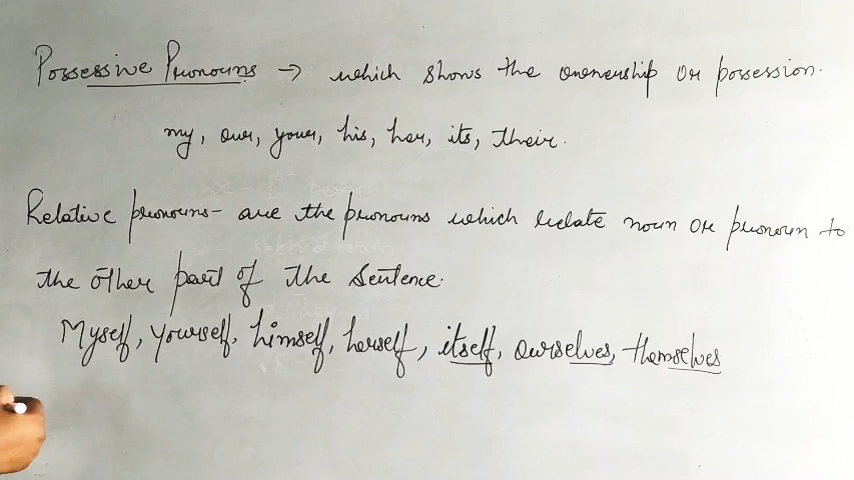 Possessive Pronouns → which shows the onenership or possession.
my, our, your, his, her, its, their.
Relative pronouns- are the pronouns which relate noun or pronoun to
the other part of the sentence.
Myself, yourself, himself, herself, itself, ourselves, themselves